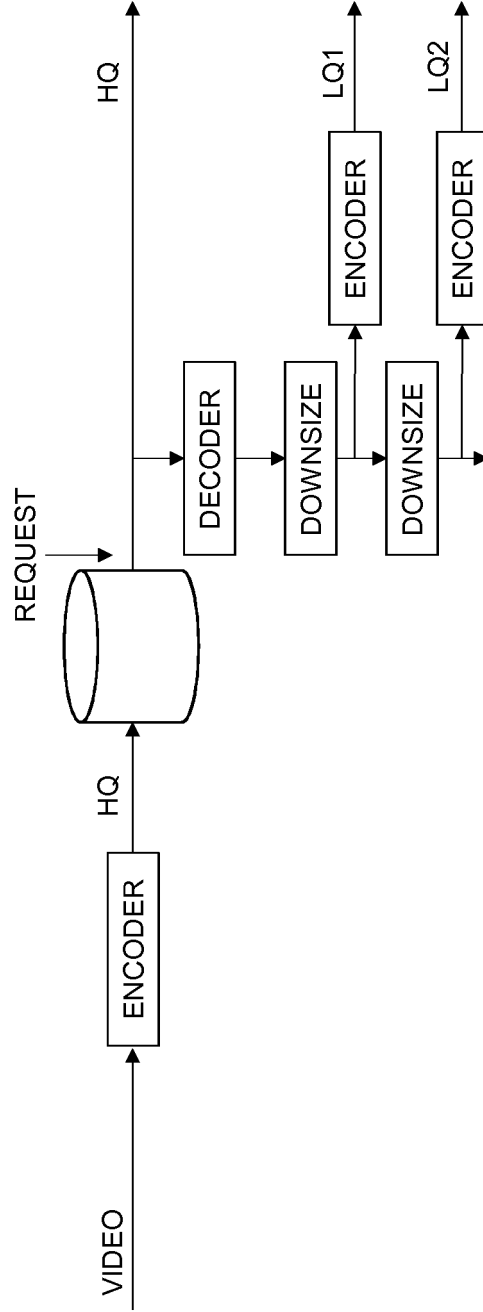 VIDEO
ENCODER
HQ
REQUEST
HQ
DECODER
DOWNSIZE
ENCODER
LQ1
DOWNSIZE
ENCODER
LQ2